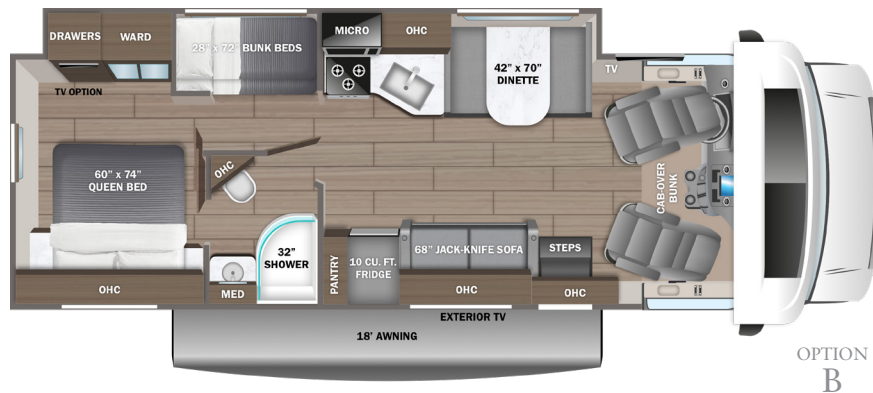 DRAWERS
WARD
28" x 72" BUNK BEDS
MICRO
OHC
42" x 70"
DINETTE
TV
TV OPTION
60" x 74"
QUEEN BED
OHC
CAB-OVER
BUNK
32"
SHOWER
PANTRY
10 CU. FT.
FRIDGE
68" JACK-KNIFE SOFA
STEPS
OHC
MED
OHC
OHC
EXTERIOR TV
18' AWNING
OPTION
B